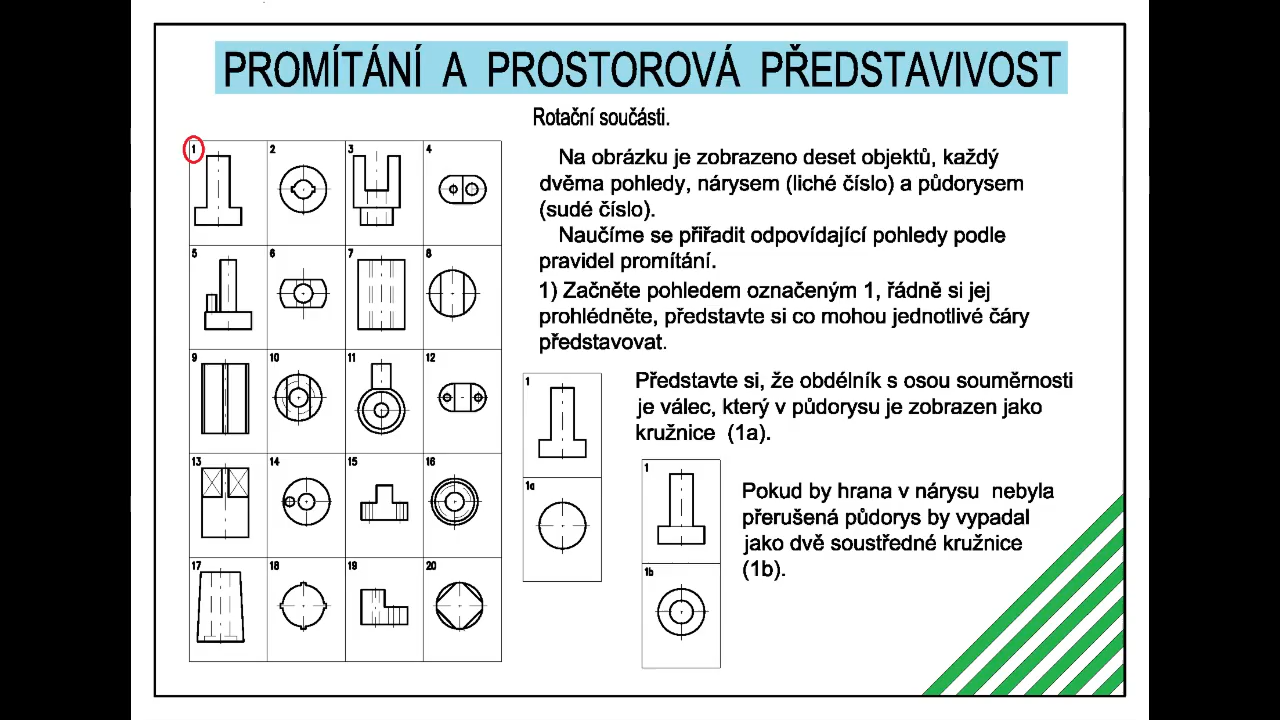 PROMÍTÁNÍ A PROSTOROVÁ PŘEDSTAVIVOST
Rotační součásti.
Na obrázku je zobrazeno deset objektů, každý
dvěma pohledy, nárysem (liché číslo) a půdorysem
(sudé číslo).
Naučíme se přiřadit odpovídající pohledy podle
pravidel promítání.
1) Začněte pohledem označeným 1, řádně si jej
prohlédněte, představte si co mohou jednotlivé čáry
představovat.
1 2 3 4
5 6 7 8
9 10 11 12
13 14 15 16
17 18 19 20
1
1a
Představte si, že obdélník s osou souměrnosti
je válec, který v půdorysu je zobrazen jako
kružnice (1a).
1
1b
Pokud by hrana v nárysu nebyla
přerušená půdorys by vypadal
jako dvě soustředné kružnice
(1b).